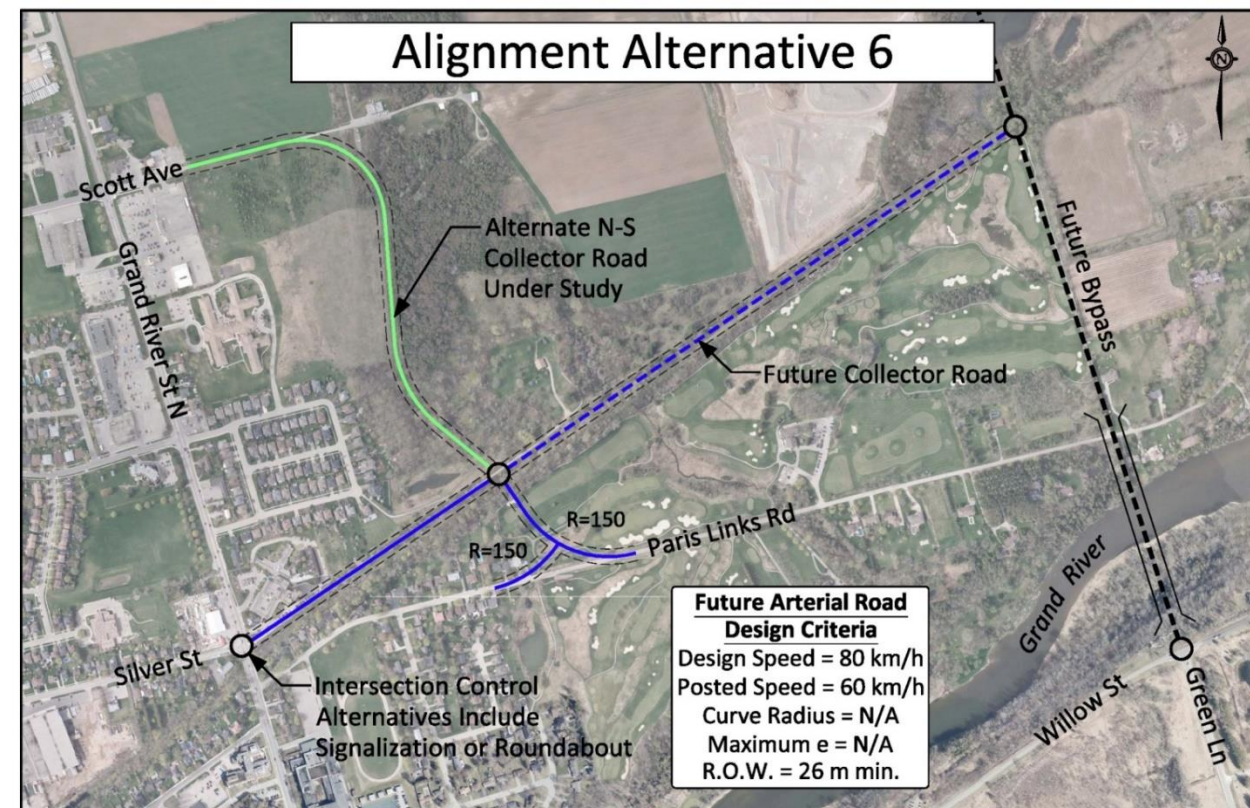 Alignment Alternative 6
N
Scott Ave
Grand River St N
Alternate N-S
Collector Road
Under Study
Future Bypass
Future Collector Road
R=150
R=150
Paris Links Rd
Silver St
Intersection Control
Alternatives Include
Signalization or Roundabout
Future Arterial Road
Design Criteria
Design Speed = 80 km/h
Posted Speed = 60 km/h
Curve Radius = N/A
Maximum e = N/A
R.O.W. = 26 m min.
Grand River
Willow St
Green Ln